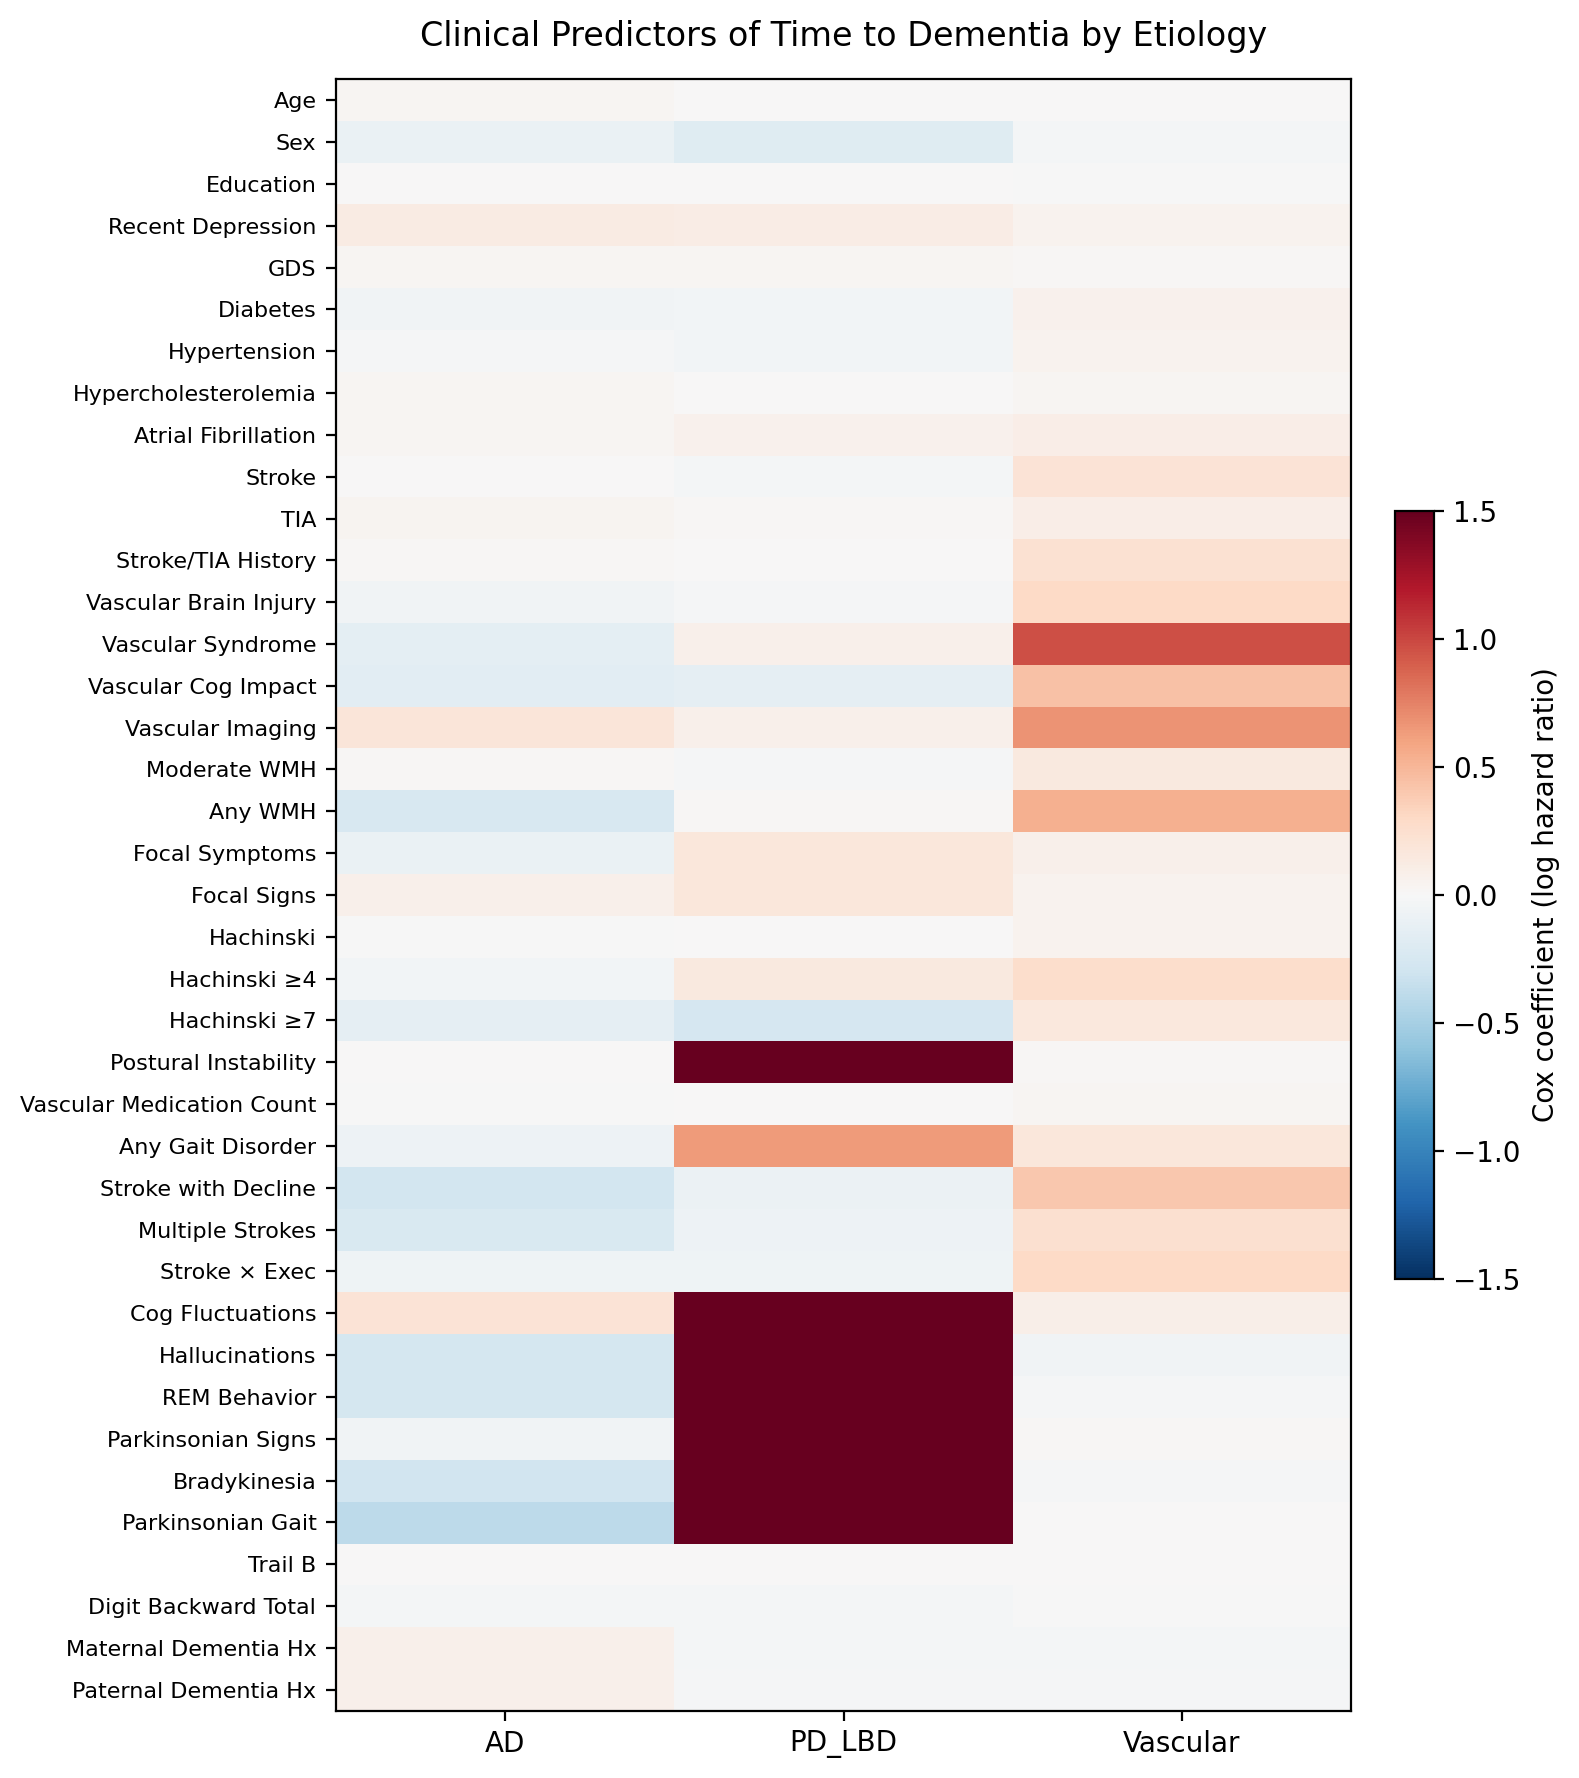 Clinical Predictors of Time to Dementia by Etiology
Age
Sex
Education
Recent Depression
GDS
Diabetes
Hypertension
Hypercholesterolemia
Atrial Fibrillation
Stroke
TIA
Stroke/TIA History
Vascular Brain Injury
Vascular Syndrome
Vascular Cog Impact
Vascular Imaging
Moderate WMH
Any WMH
Focal Symptoms
Focal Signs
Hachinski
Hachinski ≥4
Hachinski ≥7
Postural Instability
Vascular Medication Count
Any Gait Disorder
Stroke with Decline
Multiple Strokes
Stroke × Exec
Cog Fluctuations
Hallucinations
REM Behavior
Parkinsonian Signs
Bradykinesia
Parkinsonian Gait
Trail B
Digit Backward Total
Maternal Dementia Hx
Paternal Dementia Hx
AD
PD_LBD
Vascular
1.5
1.0
0.5
0.0
−0.5
−1.0
−1.5
Cox coefficient (log hazard ratio)